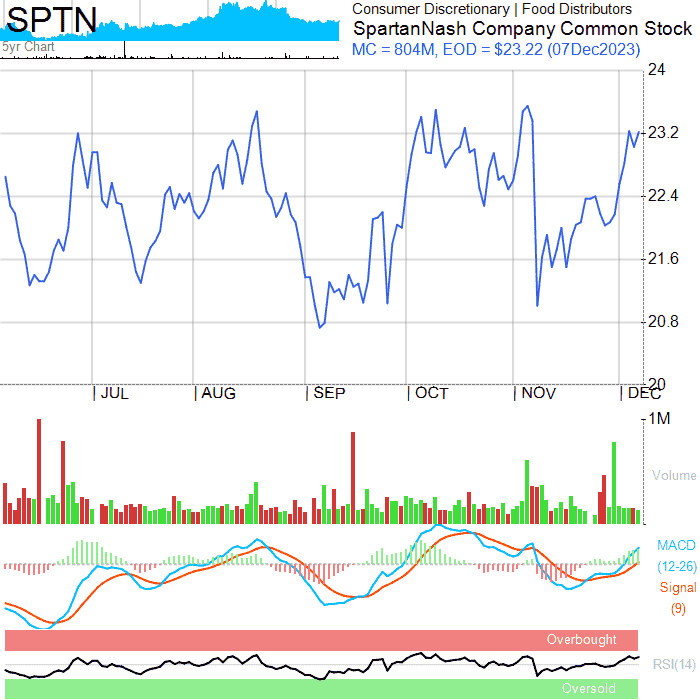 SPTN
5yr Chart
Consumer Discretionary | Food Distributors
SpartanNash Company Common Stock
MC = 804M, EOD = $23.22 (07Dec2023)
24
23.2
22.4
21.6
20.8
20
JUL AUG SEP OCT NOV DEC
1M
Volume
MACD
(12-26)
Signal
(9)
Overbought
RSI(14)
Oversold